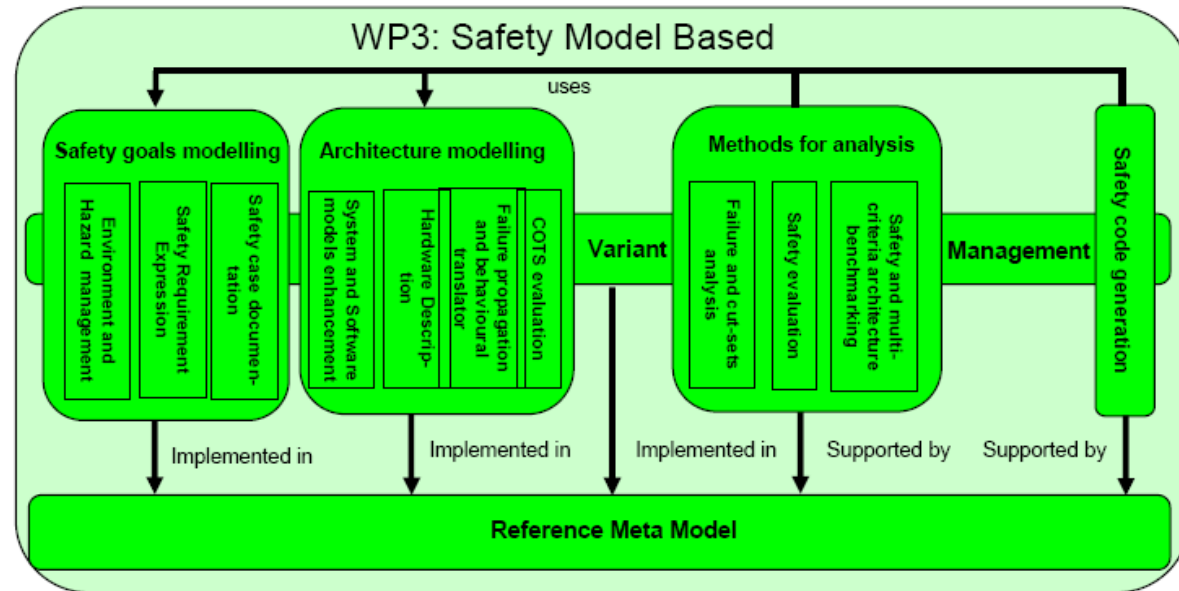 WP3: Safety Model Based
uses
Safety goals modelling
Environment and
Hazard management
Safety Requirement
Expression
Safety case documen-
tation
Architecture modelling
System and Software
models enhancement
Hardware Descrip-
tion
Failure propagation
and behavioural
translator
COTS evaluation
Variant
Methods for analysis
Failure and cut-sets
analysis
Safety evaluation
Safety and multi-
criteria architecture
benchmarking
Management
Safety code generation
Implemented in
Implemented in
Implemented in
Supported by
Supported by
Reference Meta Model